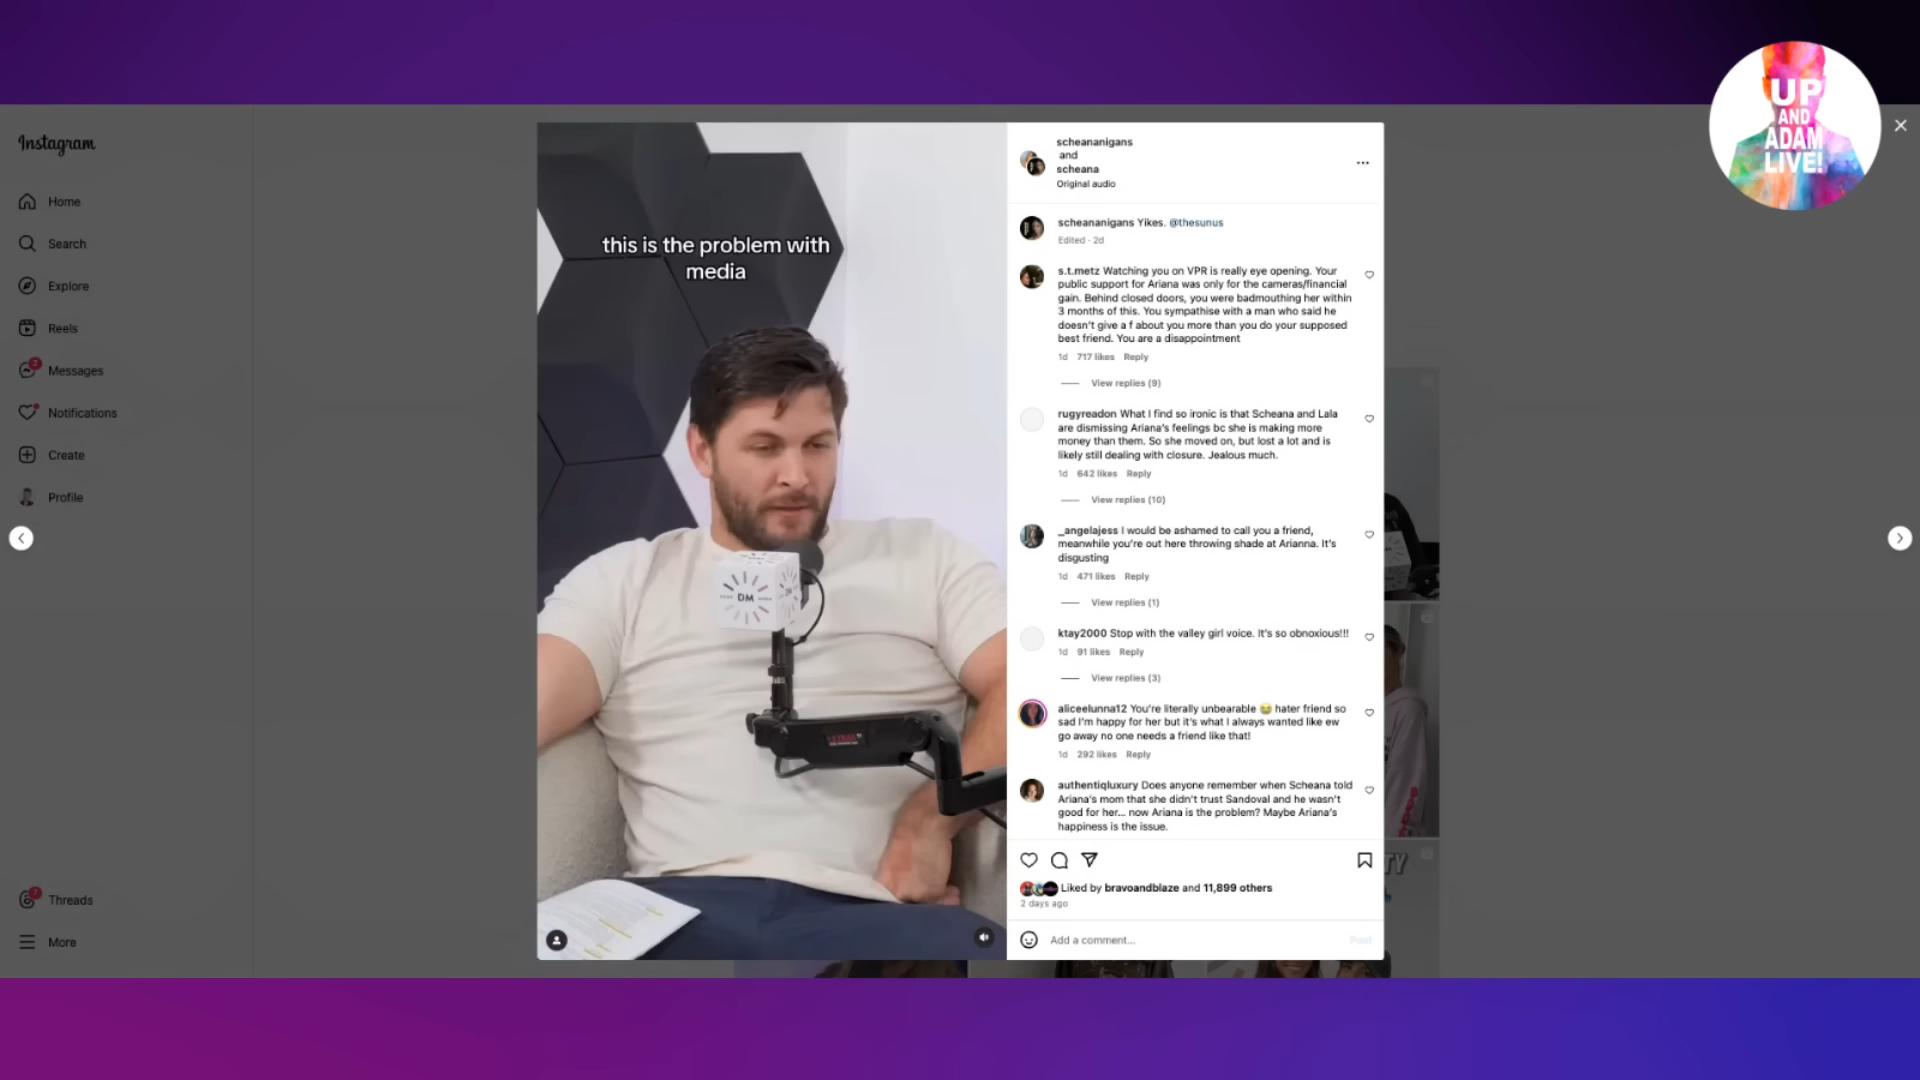 UP
AND
ADAM
LIVE!
Instagram
Home
Search
Explore
Reels
Messages
Notifications
Create
Profile
Threads
More
this is the problem with
media
DM
scheananigans
and
scheana
Original audio
scheananigans Yikes. @thesunus
Edited · 2d
s.t.metz Watching you on VPR is really eye opening. Your
public support for Ariana was only for the cameras/financial
gain. Behind closed doors, you were badmouthing her within
3 months of this. You sympathise with a man who said he
doesn't give a f about you more than you do your supposed
best friend. You are a disappointment
1d 717 likes Reply
View replies (9)
rugyreadon What I find so ironic is that Scheana and Lala
are dismissing Ariana's feelings bc she is making more
money than them. So she moved on, but lost a lot and is
likely still dealing with closure. Jealous much.
1d 642 likes Reply
View replies (10)
_angelajess I would be ashamed to call you a friend,
meanwhile you're out here throwing shade at Arianna. It's
disgusting
1d 471 likes Reply
View replies (1)
ktay2000 Stop with the valley girl voice. It's so obnoxious!!!
1d 91 likes Reply
View replies (3)
aliceelunna12 You're literally unbearable 😭 hater friend so
sad I'm happy for her but it's what I always wanted like ew
go away no one needs a friend like that!
1d 292 likes Reply
authentiqluxury Does anyone remember when Scheana told
Ariana's mom that she didn't trust Sandoval and he wasn't
good for her... now Ariana is the problem? Maybe Ariana's
happiness is the issue.
Liked by bravoandblaze and 11,899 others
2 days ago
Add a comment...
Post